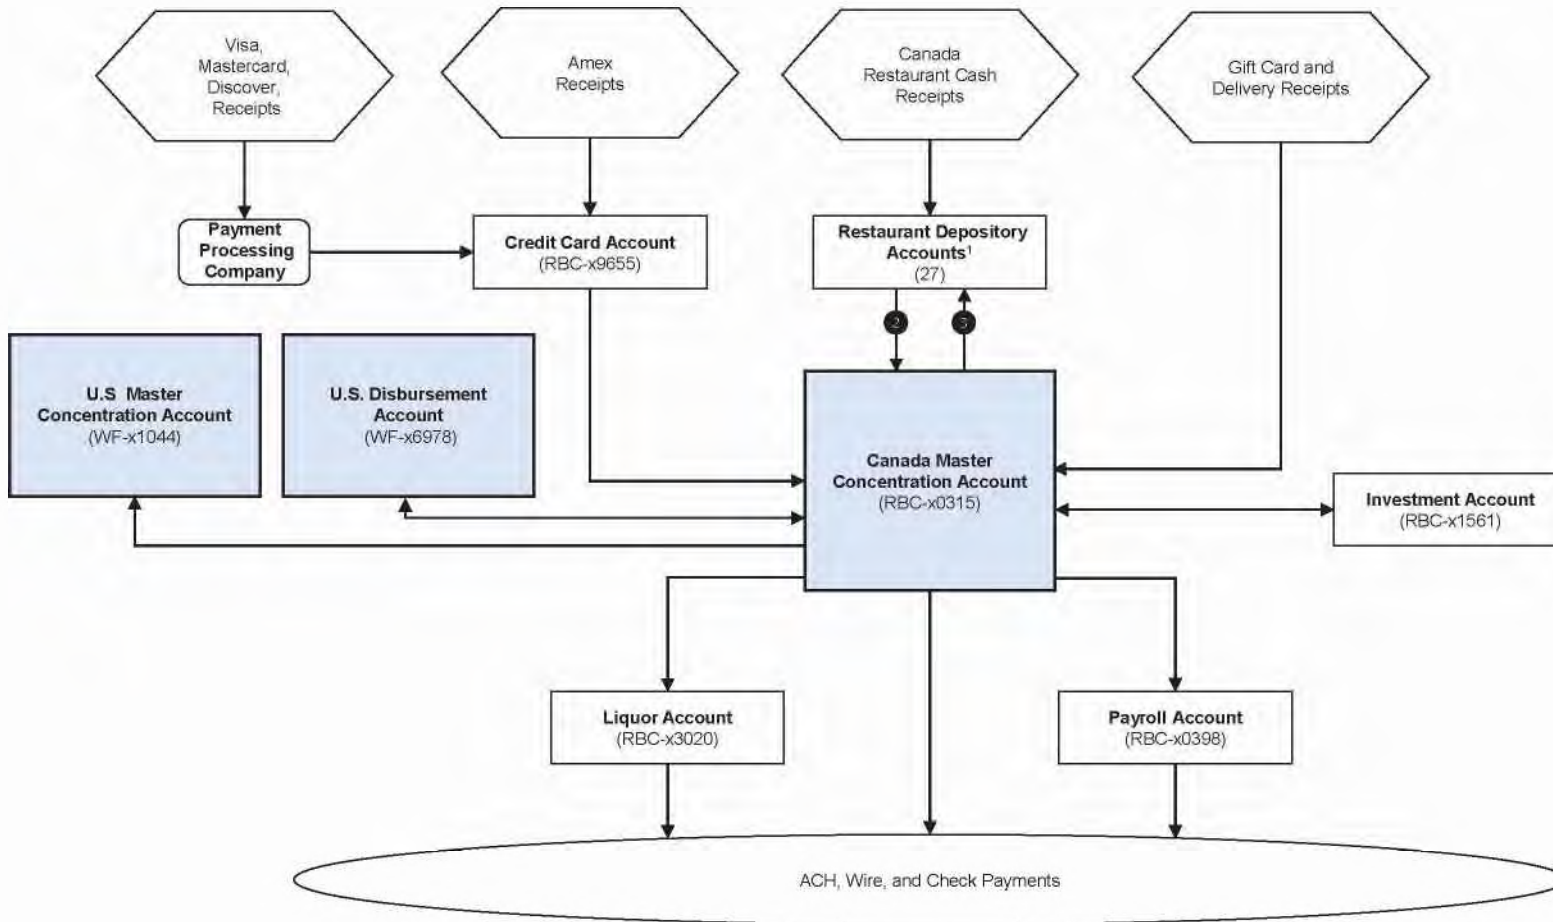 Visa,
Mastercard,
Discover,
Receipts
Amex
Receipts
Canada
Restaurant Cash
Receipts
Gift Card and
Delivery Receipts
Payment
Processing
Company
Credit Card Account
(RBC-x9655)
Restaurant Depository
Accounts¹
(27)
2
3
U.S Master
Concentration Account
(WF-x1044)
U.S. Disbursement
Account
(WF-x6978)
Canada Master
Concentration Account
(RBC-x0315)
Investment Account
(RBC-x1561)
Liquor Account
(RBC-x3020)
Payroll Account
(RBC-x0398)
ACH, Wire, and Check Payments